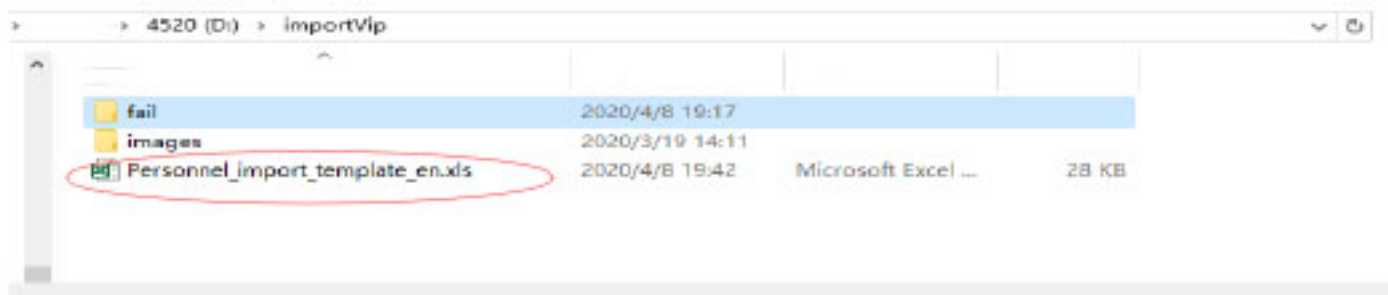 > > 4520 (D:) > importVip
fail 2020/4/8 19:17
images 2020/3/19 14:11
Personnel_import_template_en.xls 2020/4/8 19:42 Microsoft Excel ... 28 KB